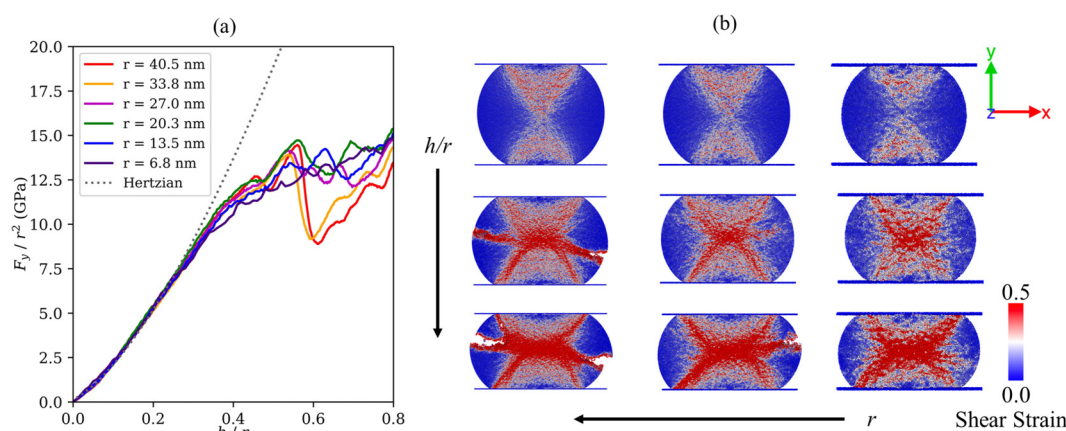 (a)
(b)
20.0
17.5
15.0
12.5
10.0
7.5
5.0
2.5
0.0
F_y / r² (GPa)
r = 40.5 nm
r = 33.8 nm
r = 27.0 nm
r = 20.3 nm
r = 13.5 nm
r = 6.8 nm
Hertzian
0.0 0.2 0.4 0.6 0.8
h/r
y
z
x
0.5
0.0
r
Shear Strain